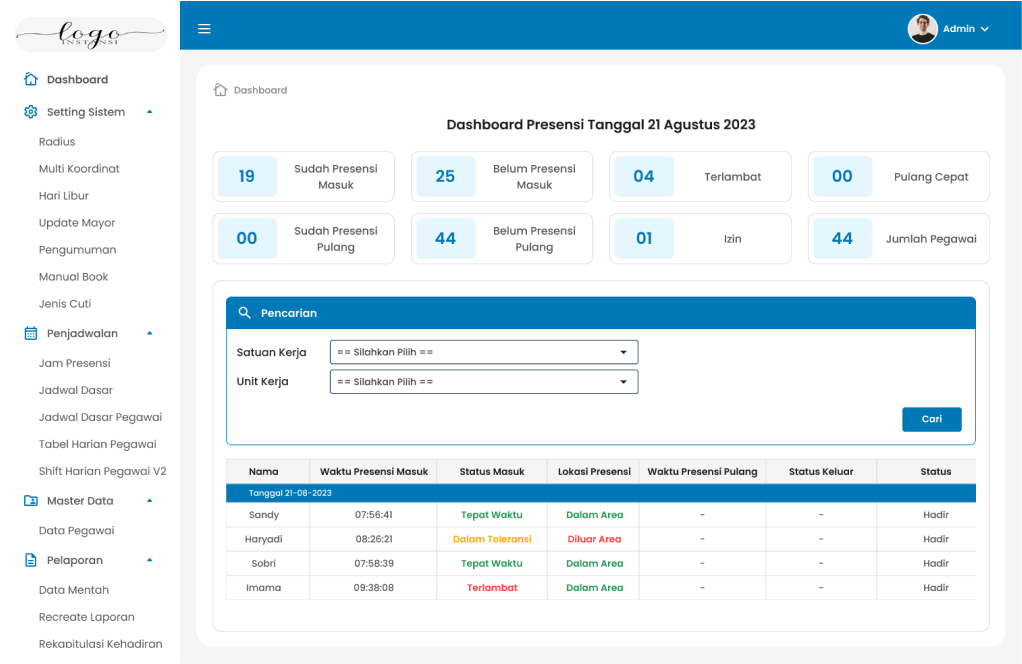 logo
INSTANSI
Admin
Dashboard
Setting Sistem
Radius
Multi Koordinat
Hari Libur
Update Mayor
Pengumuman
Manual Book
Jenis Cuti
Penjadwalan
Jam Presensi
Jadwal Dasar
Jadwal Dasar Pegawai
Tabel Harian Pegawai
Shift Harian Pegawai V2
Master Data
Data Pegawai
Pelaporan
Data Mentah
Recreate Laporan
Rekapitulasi Kehadiran
Dashboard
Dashboard Presensi Tanggal 21 Agustus 2023
19 Sudah Presensi Masuk
25 Belum Presensi Masuk
04 Terlambat
00 Pulang Cepat
00 Sudah Presensi Pulang
44 Belum Presensi Pulang
01 Izin
44 Jumlah Pegawai
Pencarian
Satuan Kerja == Silahkan Pilih ==
Unit Kerja == Silahkan Pilih ==
Cari
Nama Waktu Presensi Masuk Status Masuk Lokasi Presensi Waktu Presensi Pulang Status Keluar Status
Tanggal 21-08-2023
Sandy 07:56:41 Tepat Waktu Dalam Area - - Hadir
Haryadi 08:26:21 Dalam Toleransi Diluar Area - - Hadir
Sobri 07:58:39 Tepat Waktu Dalam Area - - Hadir
Imama 09:38:08 Terlambat Dalam Area - - Hadir